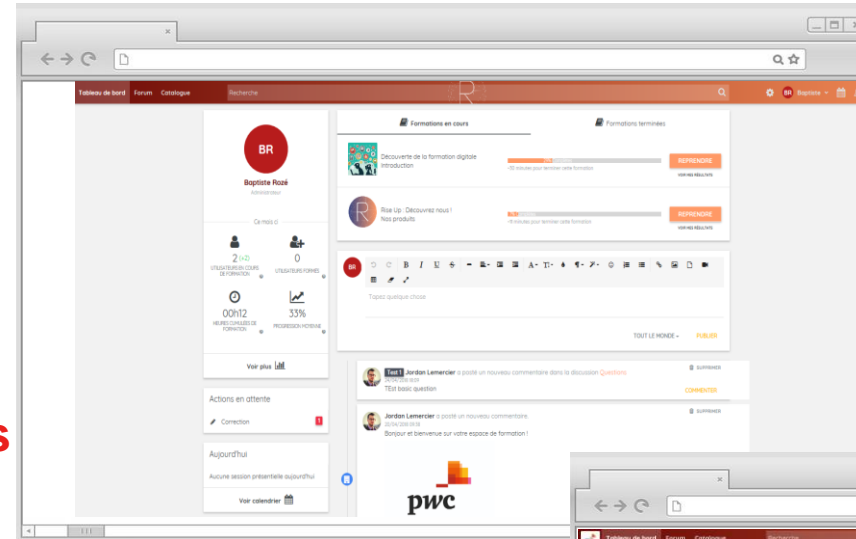 Tableau de bord Forum Catalogue Recherche Baptiste
BR
Baptiste Rozé
Administrateur
Ce mois ci
2 (+2)
UTILISATEURS EN COURS DE FORMATION
0
UTILISATEURS FORMÉS
00h12
HEURES CUMULÉES DE FORMATION
33%
PROGRESSION MOYENNE
Voir plus
Actions en attente
Correction 1
Aujourd'hui
Aucune session présentielle aujourd'hui
Voir calendrier
Formations en cours Formations terminées
Découverte de la formation digitale
Introduction
REPRENDRE
VOIR MES RÉSULTATS
Rise Up : Découvrez nous !
Nos produits
REPRENDRE
VOIR MES RÉSULTATS
BR
Tapez quelque chose
TOUT LE MONDE PUBLIER
Test 1 Jordan Lemercier a posté un nouveau commentaire dans la discussion Questions
SUPPRIMER
TEst basic question
COMMENTER
Jordan Lemercier a posté un nouveau commentaire
SUPPRIMER
Bonjour et bienvenue sur votre espace de formation !
pwc
s
Tableau de bord Forum Catalogue Recherche